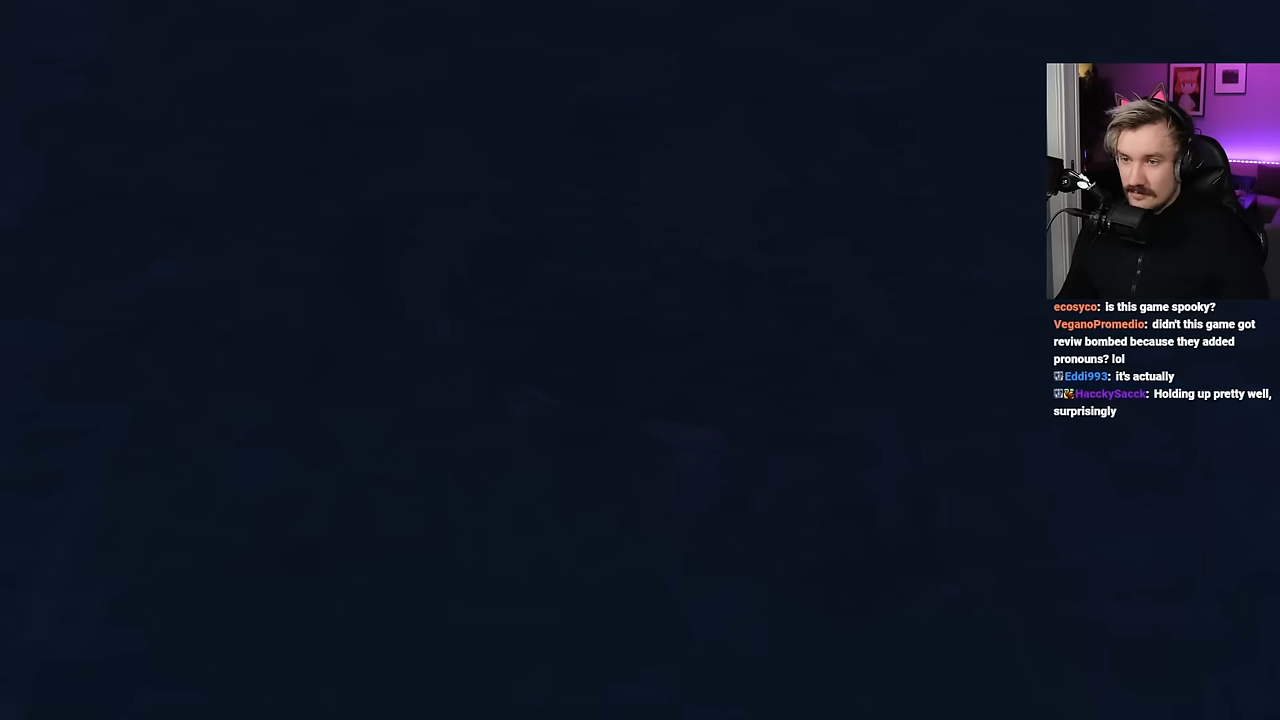 ecosyco: is this game spooky?
VeganoPromedio: didn't this game got
reviw bombed because they added
pronouns? lol
Eddi993: it's actually
HacckySacck: Holding up pretty well,
surprisingly